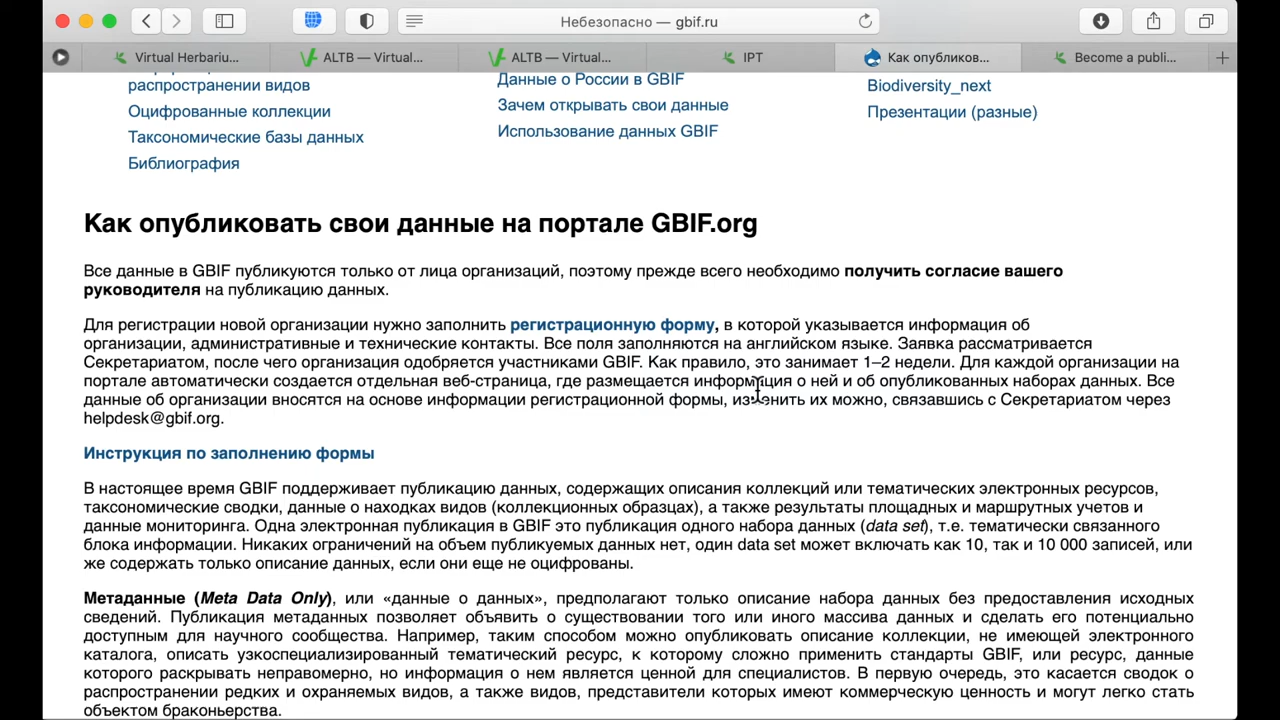 Небезопасно — gbif.ru
Virtual Herbariu...
ALTB — Virtual...
ALTB — Virtual...
IPT
Как опубликов...
Become a publi...
распространении видов
Оцифрованные коллекции
Таксономические базы данных
Библиография
Данные о России в GBIF
Зачем открывать свои данные
Использование данных GBIF
Biodiversity_next
Презентации (разные)
Как опубликовать свои данные на портале GBIF.org
Все данные в GBIF публикуются только от лица организаций, поэтому прежде всего необходимо получить согласие вашего
руководителя на публикацию данных.
Для регистрации новой организации нужно заполнить регистрационную форму, в которой указывается информация об
организации, административные и технические контакты. Все поля заполняются на английском языке. Заявка рассматривается
Секретариатом, после чего организация одобряется участниками GBIF. Как правило, это занимает 1–2 недели. Для каждой организации на
портале автоматически создается отдельная веб-страница, где размещается информация о ней и об опубликованных наборах данных. Все
данные об организации вносятся на основе информации регистрационной формы, изменить их можно, связавшись с Секретариатом через
helpdesk@gbif.org.
Инструкция по заполнению формы
В настоящее время GBIF поддерживает публикацию данных, содержащих описания коллекций или тематических электронных ресурсов,
таксономические сводки, данные о находках видов (коллекционных образцах), а также результаты площадных и маршрутных учетов и
данные мониторинга. Одна электронная публикация в GBIF это публикация одного набора данных (data set), т.е. тематически связанного
блока информации. Никаких ограничений на объем публикуемых данных нет, один data set может включать как 10, так и 10 000 записей, или
же содержать только описание данных, если они еще не оцифрованы.
Метаданные (Meta Data Only), или «данные о данных», предполагают только описание набора данных без предоставления исходных
сведений. Публикация метаданных позволяет объявить о существовании того или иного массива данных и сделать его потенциально
доступным для научного сообщества. Например, таким способом можно опубликовать описание коллекции, не имеющей электронного
каталога, описать узкоспециализированный тематический ресурс, к которому сложно применить стандарты GBIF, или ресурс, данные
которого раскрывать неправомерно, но информация о нем является ценной для специалистов. В первую очередь, это касается сводок о
распространении редких и охраняемых видов, а также видов, представители которых имеют коммерческую ценность и могут легко стать
объектом браконьерства.